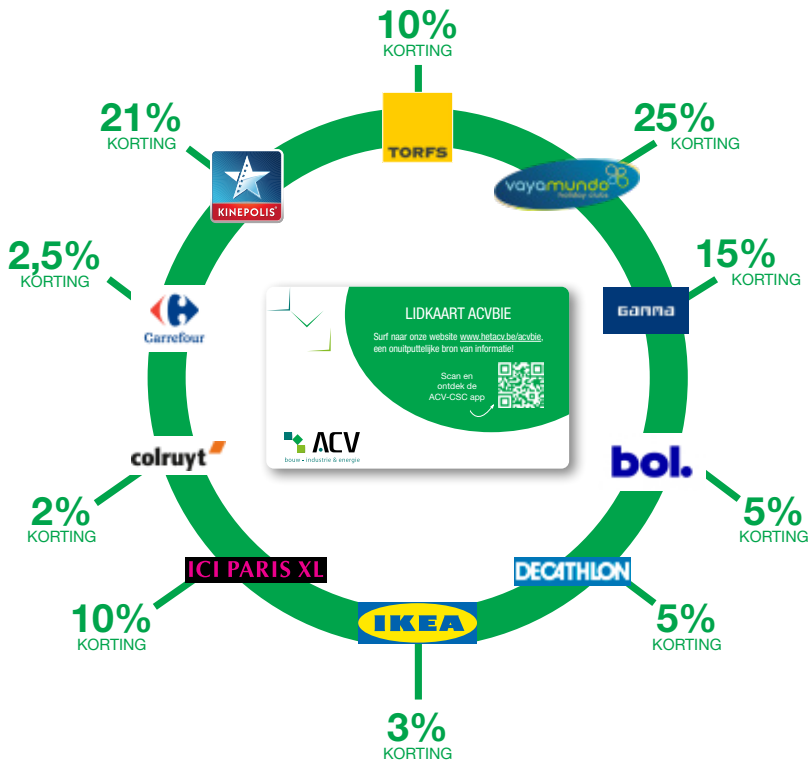 10%
KORTING
TORFS
25%
KORTING
vayamundo
holiday clubs
15%
KORTING
GAMMA
bol.
5%
KORTING
DECATHLON
5%
KORTING
IKEA
3%
KORTING
ICI PARIS XL
10%
KORTING
colruyt
2%
KORTING
Carrefour
2,5%
KORTING
KINEPOLIS
21%
KORTING
LIDKAART ACVBIE
Surf naar onze website www.hetacv.be/acvbie,
een onuitputtelijke bron van informatie!
Scan en
ontdek de
ACV-CSC app
ACV
bouw - industrie & energie